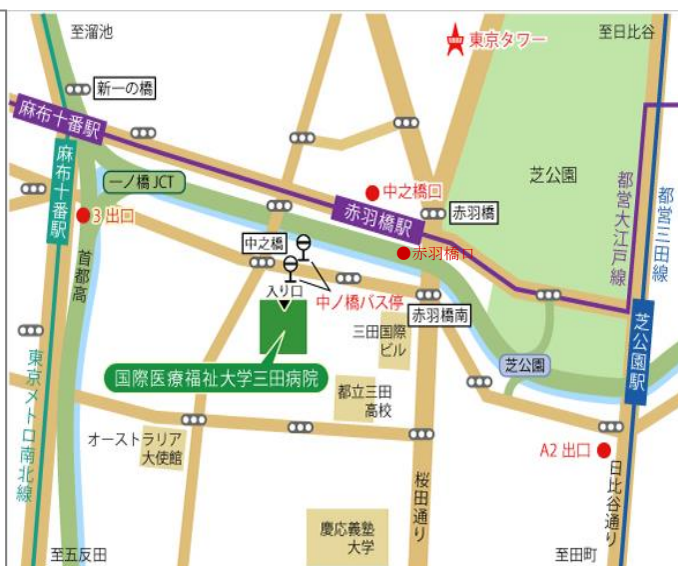 至溜池
東京タワー
至日比谷
新一の橋
麻布十番駅
麻布十番駅
一ノ橋 JCT
芝公園
中之橋口
赤羽橋駅
赤羽橋
3 出口
都営大江戸線
都営三田線
首都高
中之橋
赤羽橋口
入り口
中ノ橋バス停
赤羽橋南
三田国際
ビル
芝公園
芝公園駅
国際医療福祉大学三田病院
都立三田
高校
東京メトロ南北線
オーストラリア
大使館
A2 出口
桜田通り
日比谷通り
慶応義塾
大学
至五反田
至田町